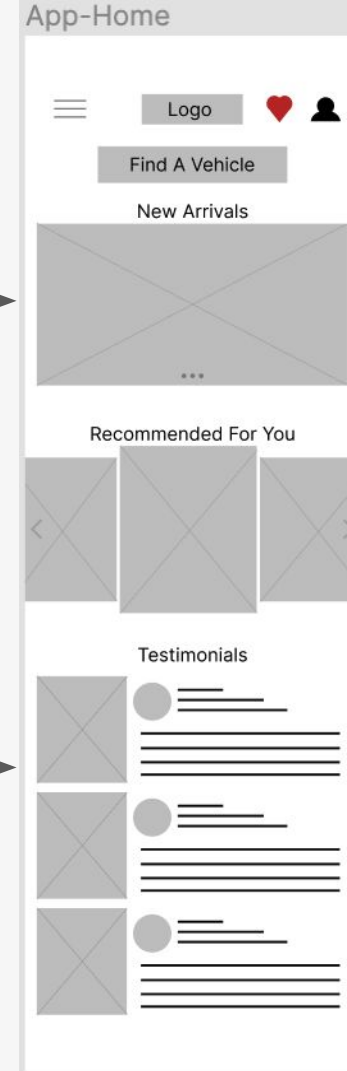 App-Home
Logo
Find A Vehicle
New Arrivals
Recommended For You
Testimonials